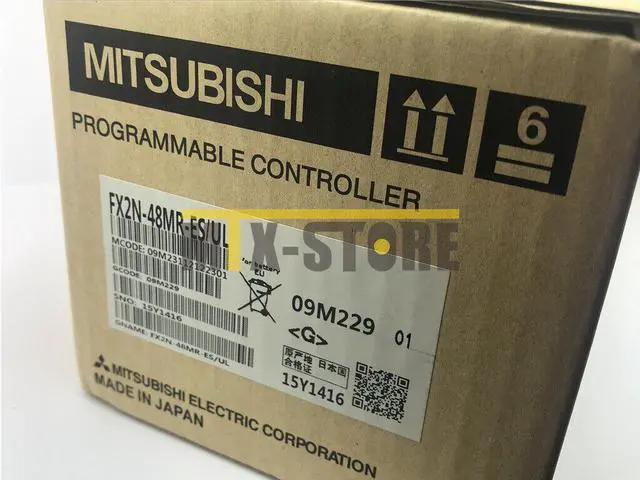 MITSUBISHI
6
PROGRAMMABLE CONTROLLER
FX2N-48MR-ES/UL
TX-STORE
MCODE: 09M23112122301
GCODE: 09M229
SNO: 15Y1416
GNAME: FX2N-48MR-ES/UL
for battery
EU
09M229 01
<G>
原产地 日本国
合格证
15Y1416
MITSUBISHI ELECTRIC CORPORATION
MADE IN JAPAN